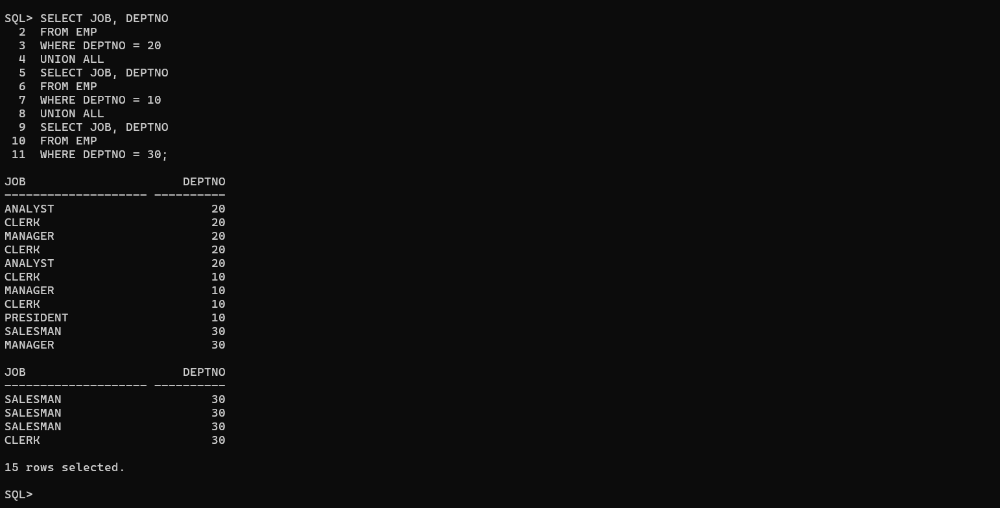 SQL> SELECT JOB, DEPTNO
  2  FROM EMP
  3  WHERE DEPTNO = 20
  4  UNION ALL
  5  SELECT JOB, DEPTNO
  6  FROM EMP
  7  WHERE DEPTNO = 10
  8  UNION ALL
  9  SELECT JOB, DEPTNO
 10  FROM EMP
 11  WHERE DEPTNO = 30;
JOB                      DEPTNO
-------------------- ----------
ANALYST                      20
CLERK                        20
MANAGER                      20
CLERK                        20
ANALYST                      20
CLERK                        10
MANAGER                      10
CLERK                        10
PRESIDENT                    10
SALESMAN                     30
MANAGER                      30
JOB                      DEPTNO
-------------------- ----------
SALESMAN                     30
SALESMAN                     30
SALESMAN                     30
CLERK                        30
15 rows selected.
SQL>